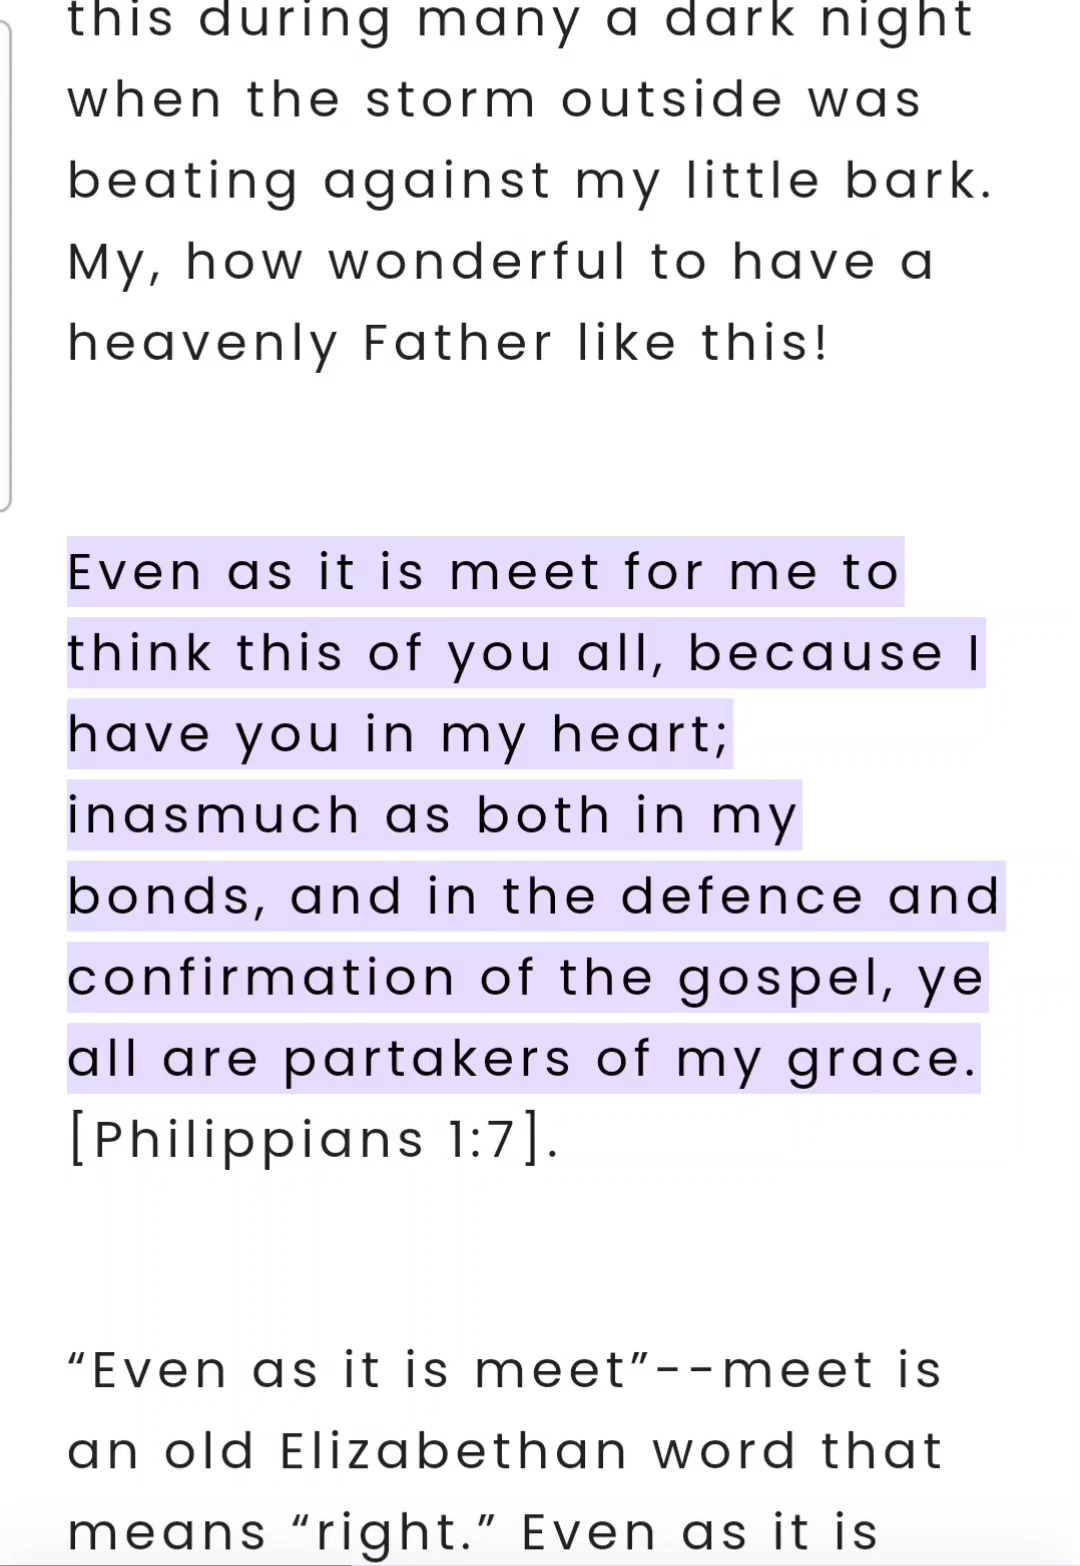 this during many a dark night
when the storm outside was
beating against my little bark.
My, how wonderful to have a
heavenly Father like this!
Even as it is meet for me to
think this of you all, because I
have you in my heart;
inasmuch as both in my
bonds, and in the defence and
confirmation of the gospel, ye
all are partakers of my grace.
[Philippians 1:7].
“Even as it is meet”--meet is
an old Elizabethan word that
means “right.” Even as it is